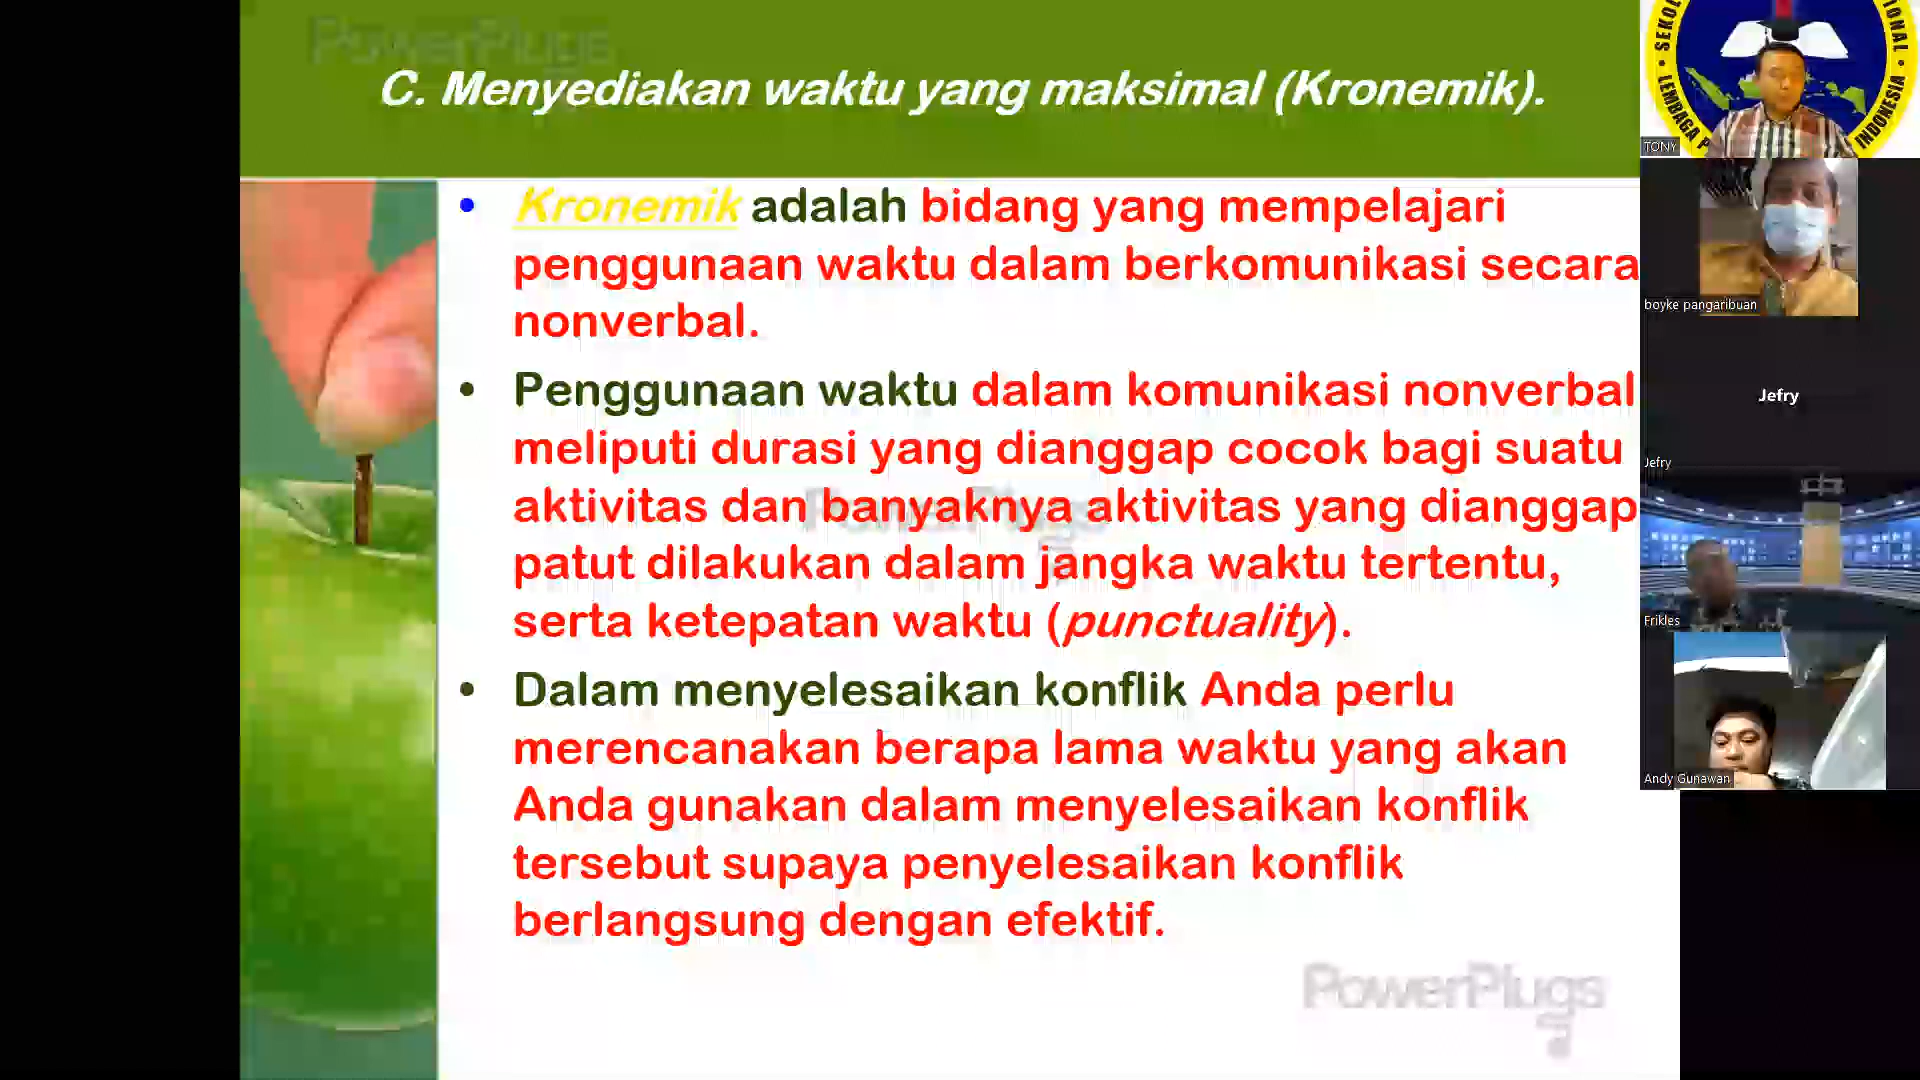 PowerPlugs
C. Menyediakan waktu yang maksimal (Kronemik).
• Kronemik adalah bidang yang mempelajari
penggunaan waktu dalam berkomunikasi secara
nonverbal.
• Penggunaan waktu dalam komunikasi nonverbal
meliputi durasi yang dianggap cocok bagi suatu
aktivitas dan banyaknya aktivitas yang dianggap
patut dilakukan dalam jangka waktu tertentu,
serta ketepatan waktu (punctuality).
• Dalam menyelesaikan konflik Anda perlu
merencanakan berapa lama waktu yang akan
Anda gunakan dalam menyelesaikan konflik
tersebut supaya penyelesaikan konflik
berlangsung dengan efektif.
PowerPlugs
PowerPlugs
LEMBAGA
INDONESIA
TONY
boyke pangaribuan
Jefry
Jefry
Frikles
Andy Gunawan